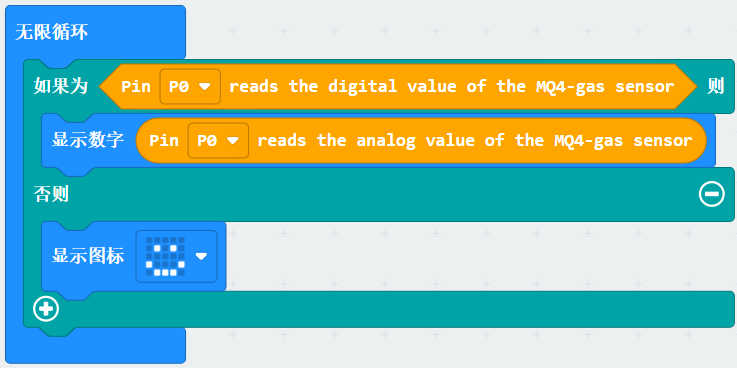 无限循环
如果为 Pin P0 reads the digital value of the MQ4-gas sensor 则
显示数字 Pin P0 reads the analog value of the MQ4-gas sensor
否则
显示图标